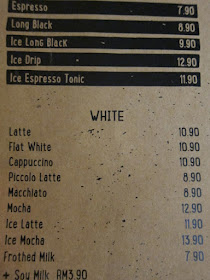 Espresso 7.90
Long Black 8.90
Ice Long Black 9.90
Ice Drip 12.90
Ice Espresso Tonic 11.90
WHITE
Latte 10.90
Flat White 10.90
Cappuccino 10.90
Piccolo Latte 8.90
Macchiato 8.90
Mocha 12.90
Ice Latte 11.90
Ice Mocha 13.90
Frothed Milk 7.90
+ Soy Milk RM3.90